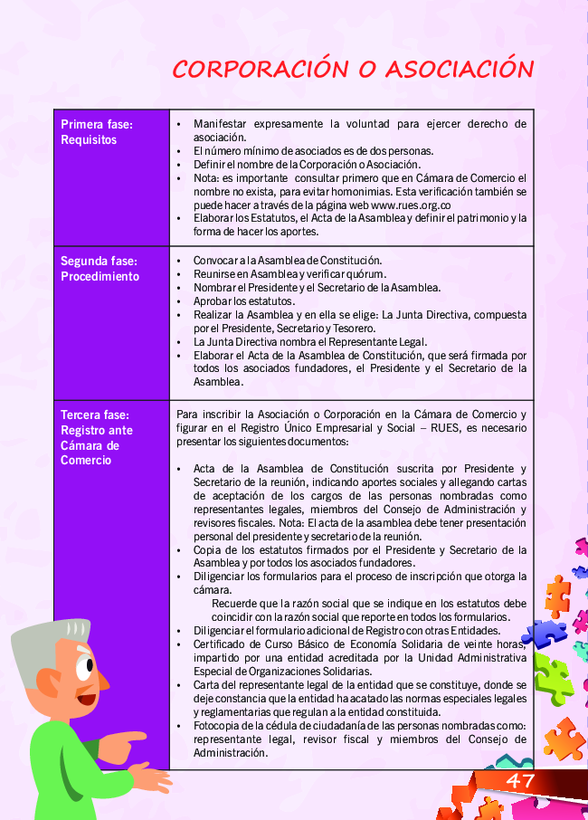 CORPORACIÓN O ASOCIACIÓN
Primera fase:
Requisitos
• Manifestar expresamente la voluntad para ejercer derecho de
asociación.
• El número mínimo de asociados es de dos personas.
• Definir el nombre de la Corporación o Asociación.
• Nota: es importante consultar primero que en Cámara de Comercio el
nombre no exista, para evitar homonimias. Esta verificación también se
puede hacer a través de la página web www.rues.org.co
• Elaborar los Estatutos, el Acta de la Asamblea y definir el patrimonio y la
forma de hacer los aportes.
Segunda fase:
Procedimiento
• Convocar a la Asamblea de Constitución.
• Reunirse en Asamblea y verificar quórum.
• Nombrar el Presidente y el Secretario de la Asamblea.
• Aprobar los estatutos.
• Realizar la Asamblea y en ella se elige: La Junta Directiva, compuesta
por el Presidente, Secretario y Tesorero.
• La Junta Directiva nombra el Representante Legal.
• Elaborar el Acta de la Asamblea de Constitución, que será firmada por
todos los asociados fundadores, el Presidente y el Secretario de la
Asamblea.
Tercera fase:
Registro ante
Cámara de
Comercio
Para inscribir la Asociación o Corporación en la Cámara de Comercio y
figurar en el Registro Único Empresarial y Social – RUES, es necesario
presentar los siguientes documentos:
• Acta de la Asamblea de Constitución suscrita por Presidente y
Secretario de la reunión, indicando aportes sociales y allegando cartas
de aceptación de los cargos de las personas nombradas como
representantes legales, miembros del Consejo de Administración y
revisores fiscales. Nota: El acta de la asamblea debe tener presentación
personal del presidente y secretario de la reunión.
• Copia de los estatutos firmados por el Presidente y Secretario de la
Asamblea y por todos los asociados fundadores.
• Diligenciar los formularios para el proceso de inscripción que otorga la
cámara.
Recuerde que la razón social que se indique en los estatutos debe
coincidir con la razón social que reporte en todos los formularios.
• Diligenciar el formulario adicional de Registro con otras Entidades.
• Certificado de Curso Básico de Economía Solidaria de veinte horas,
impartido por una entidad acreditada por la Unidad Administrativa
Especial de Organizaciones Solidarias.
• Carta del representante legal de la entidad que se constituye, donde se
deje constancia que la entidad ha acatado las normas especiales legales
y reglamentarias que regulan a la entidad constituida.
• Fotocopia de la cédula de ciudadanía de las personas nombradas como:
representante legal, revisor fiscal y miembros del Consejo de
Administración.
47